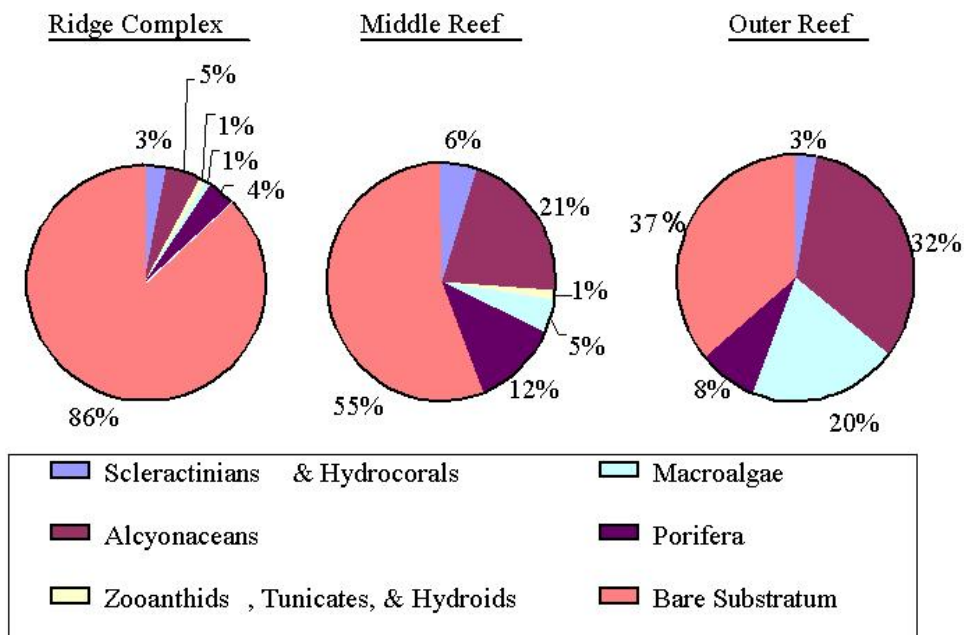 Ridge Complex
Middle Reef
Outer Reef
5%
1%
3%
1%
4%
86%
6%
21%
1%
5%
12%
55%
3%
37%
32%
8%
20%
Scleractinians & Hydrocorals
Macroalgae
Alcyonaceans
Porifera
Zooanthids , Tunicates, & Hydroids
Bare Substratum